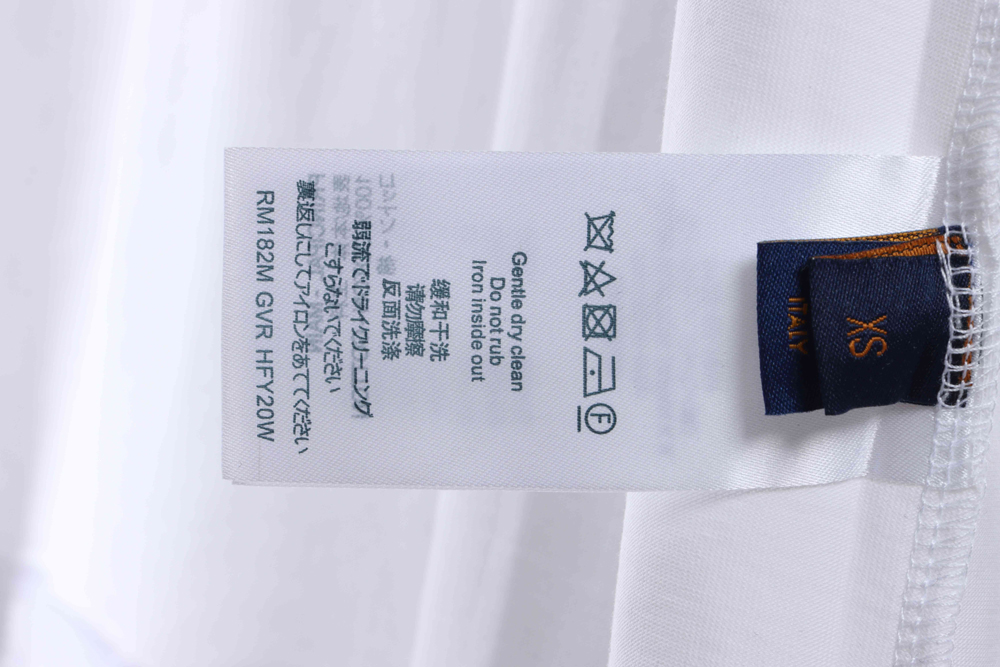 Gentle dry clean
Do not rub
Iron inside out
缓和干洗
请勿摩擦
反面洗涤
弱流でドライクリーニング
こすらないでください
裏返しにしてアイロンをあててください
RM182M GVR HFY20W
F
XS
ITALY